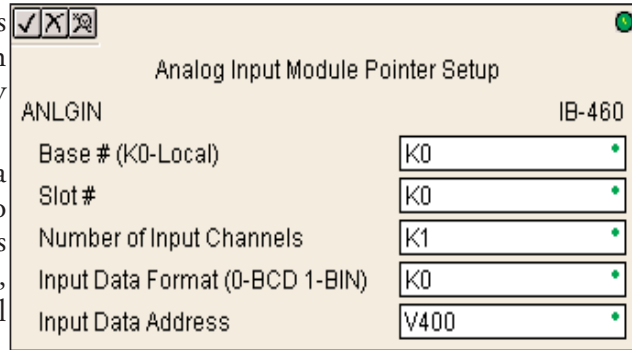 Analog Input Module Pointer Setup
ANLGIN IB-460
Base # (K0-Local) K0
Slot # K0
Number of Input Channels K1
Input Data Format (0-BCD 1-BIN) K0
Input Data Address V400